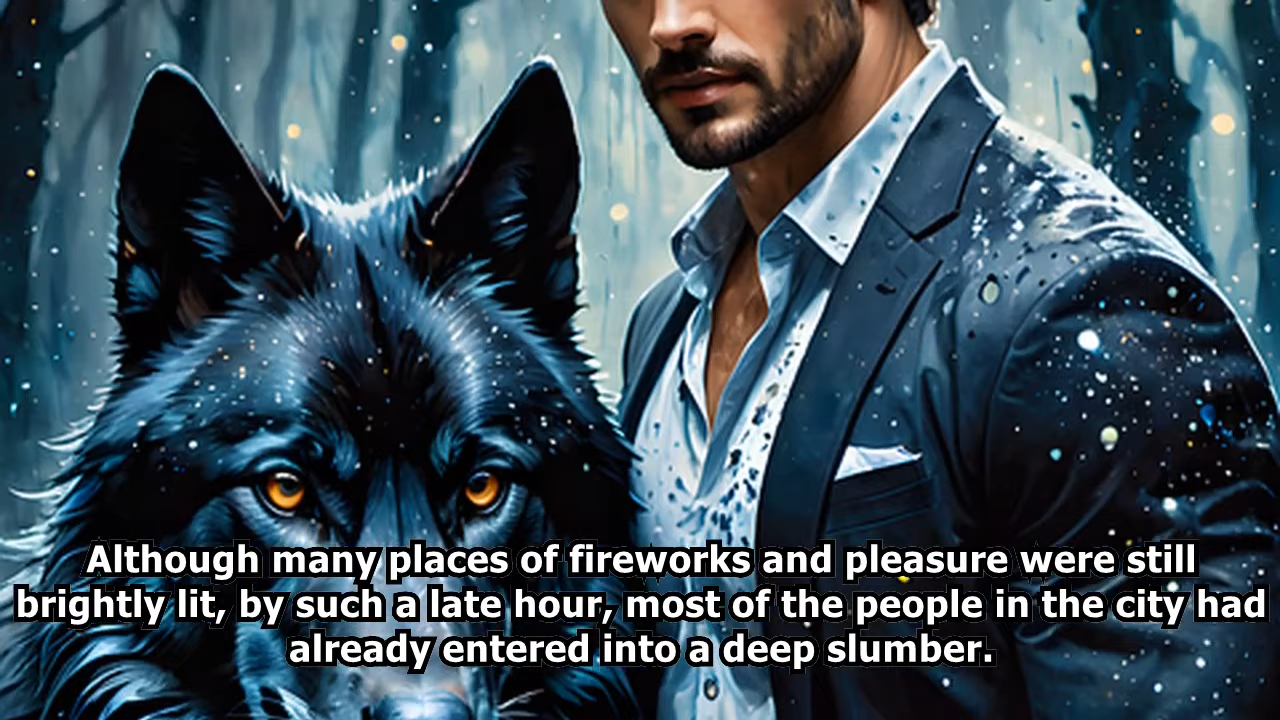 Although many places of fireworks and pleasure were still
brightly lit, by such a late hour, most of the people in the city had
already entered into a deep slumber.